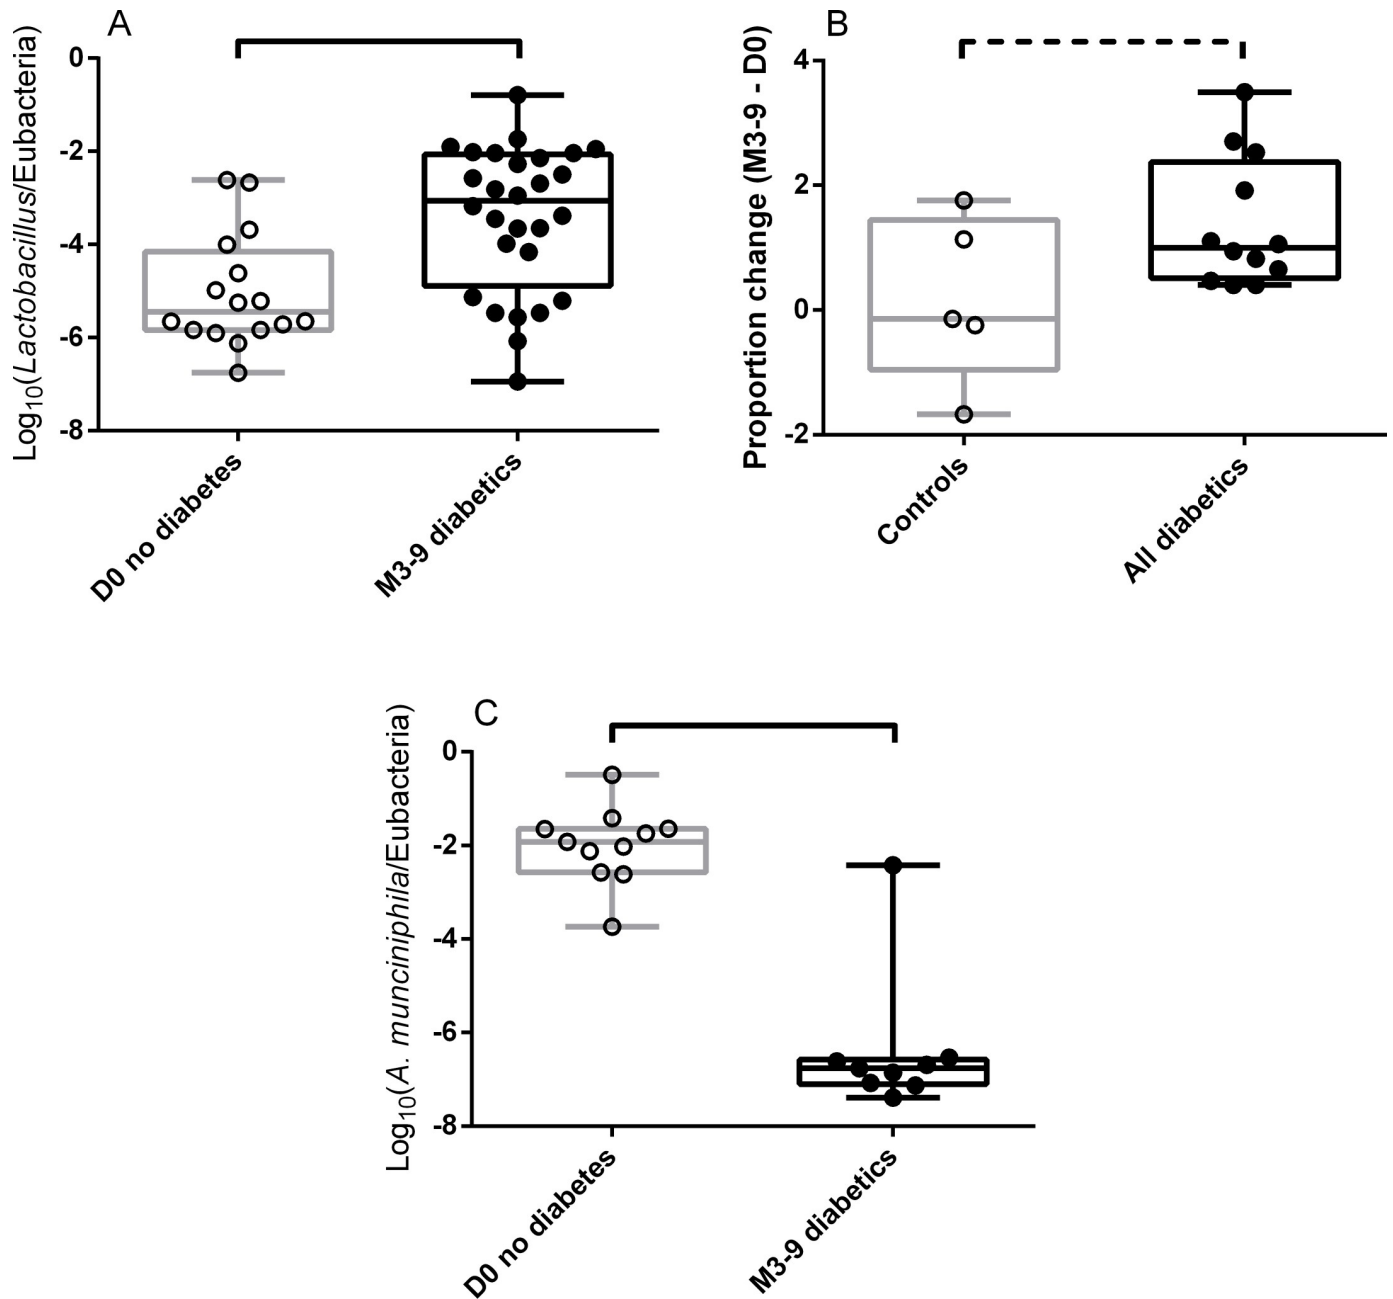 A
Log10(Lactobacillus/Eubacteria)
0
-2
-4
-6
-8
D0 no diabetes
M3-9 diabetics
B
Proportion change (M3-9 - D0)
4
2
0
-2
Controls
All diabetics
C
Log10(A. munciniphila/Eubacteria)
0
-2
-4
-6
-8
D0 no diabetes
M3-9 diabetics